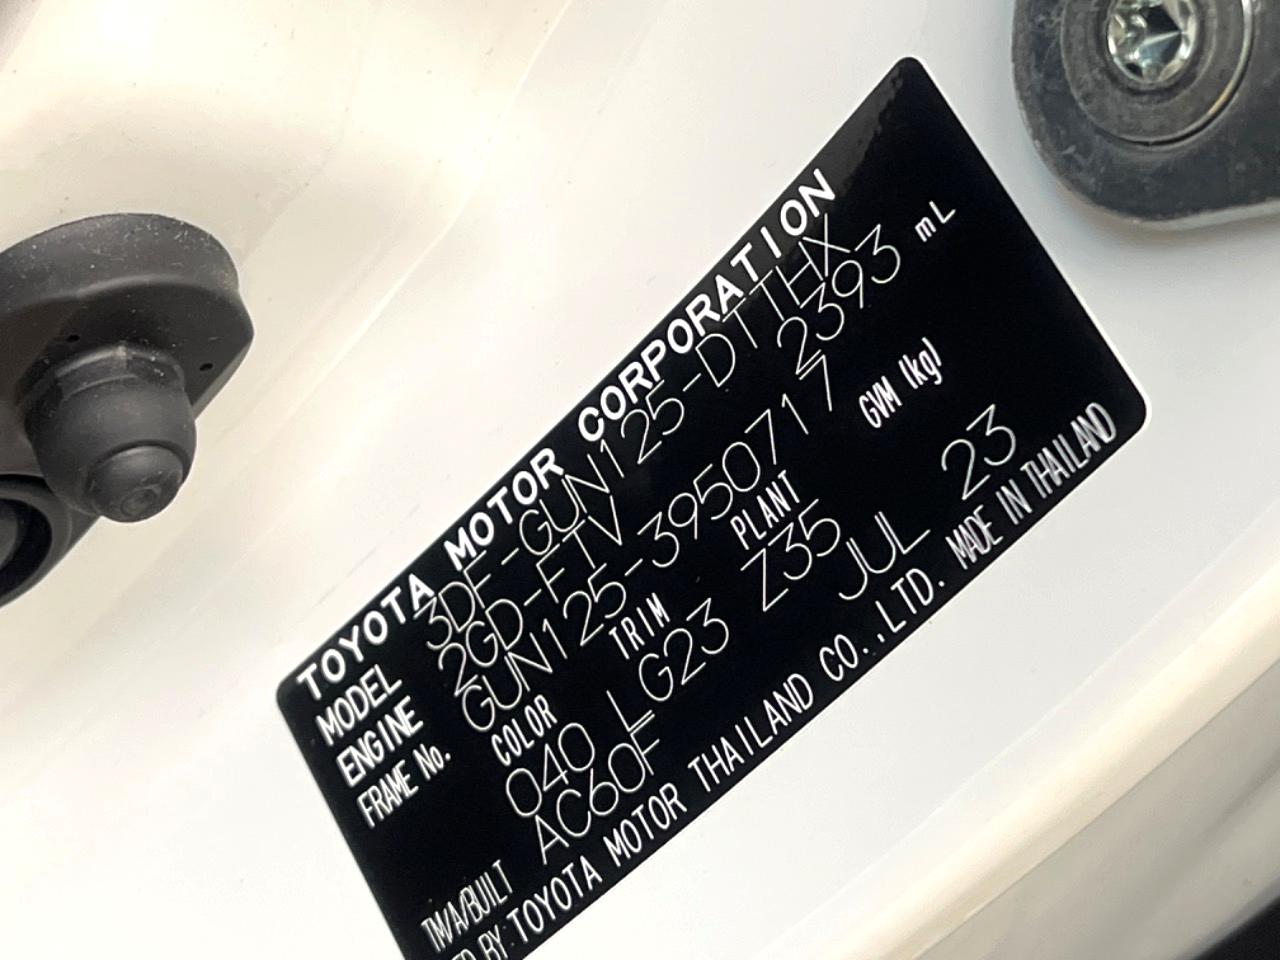 TOYOTA MOTOR CORPORATION
MODEL 3DF-GUN125-DTTHX
ENGINE 2GD-FTV 2393 mL
FRAME No. GUN125-3950717
COLOR TRIM PLANT GVM (kg)
040 LG23 Z35
TM/A/BUILT AC60F JUL 23
BY TOYOTA MOTOR THAILAND CO.,LTD. MADE IN THAILAND